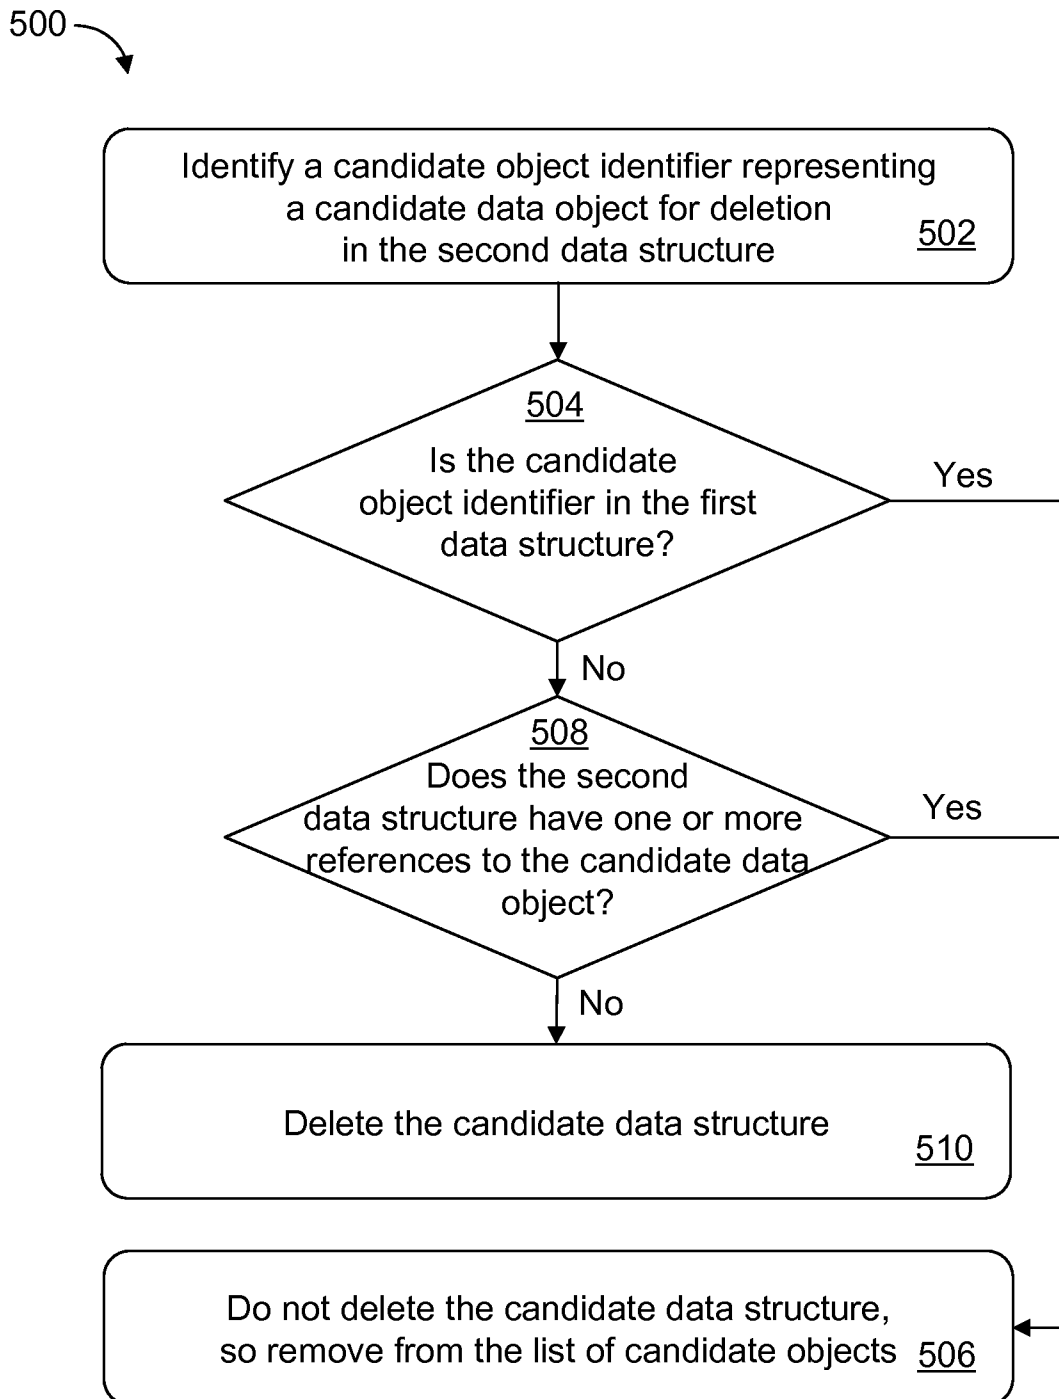 500
Identify a candidate object identifier representing
a candidate data object for deletion
in the second data structure
502
504
Is the candidate
object identifier in the first
data structure?
Yes
No
508
Does the second
data structure have one or more
references to the candidate data
object?
Yes
No
Delete the candidate data structure
510
Do not delete the candidate data structure,
so remove from the list of candidate objects
506